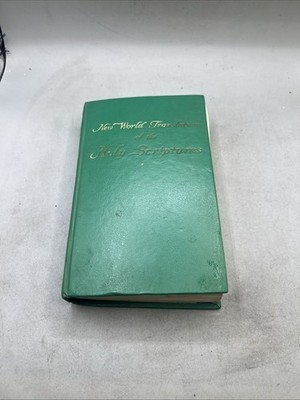 New World Translation
of the
Holy Scriptures